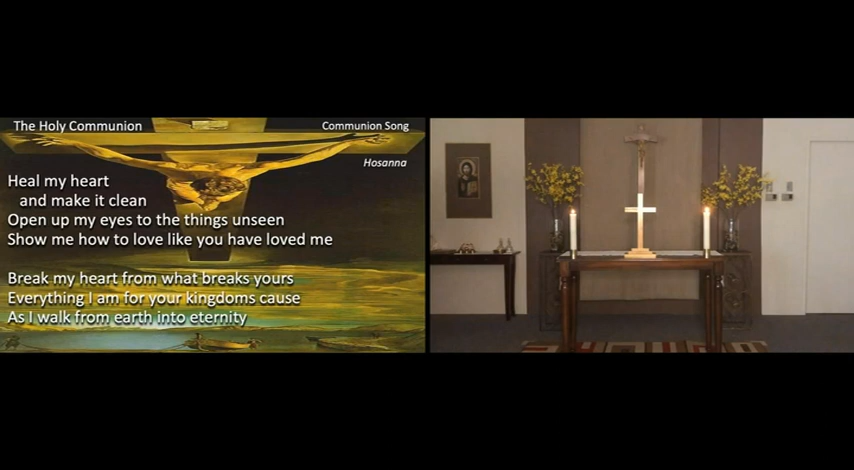 The Holy Communion
Communion Song
Hosanna
Heal my heart
and make it clean
Open up my eyes to the things unseen
Show me how to love like you have loved me
Break my heart from what breaks yours
Everything I am for your kingdoms cause
As I walk from earth into eternity